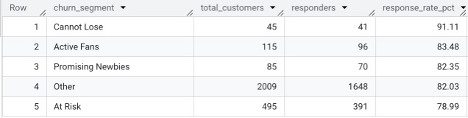 Row churn_segment total_customers responders response_rate_pct
1 Cannot Lose 45 41 91.11
2 Active Fans 115 96 83.48
3 Promising Newbies 85 70 82.35
4 Other 2009 1648 82.03
5 At Risk 495 391 78.99